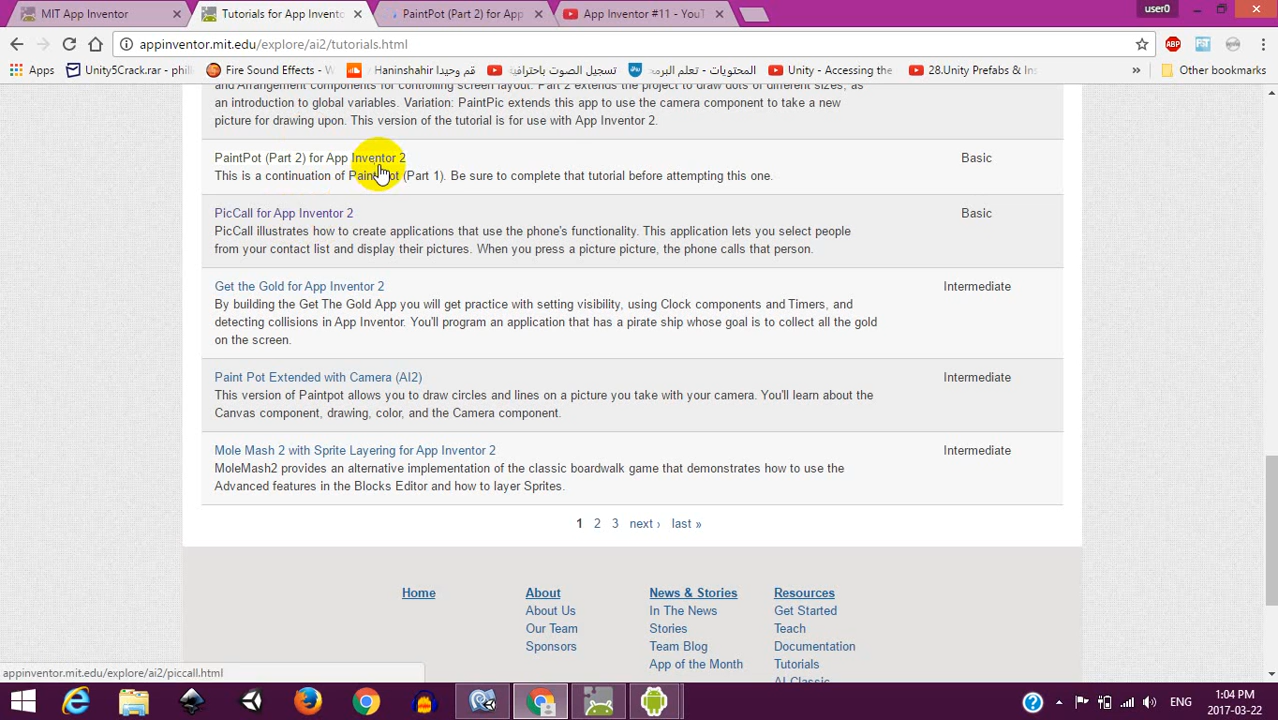 MIT App Inventor
Tutorials for App Invento
PaintPot (Part 2) for App
App Inventor #11 - YouT
user0
appinventor.mit.edu/explore/ai2/tutorials.html
ABP
Apps
Unity5Crack.rar - phil
Fire Sound Effects - W
Haninshahir قم وحيدا
تسجيل الصوت باحتراف
المحتويات - تعلم البرمج
Unity - Accessing the
28.Unity Prefabs & Ins
»
Other bookmarks
and Arrangement components for controlling screen layout. Part 2 extends the project to draw dots of different sizes, as
an introduction to global variables. Variation: PaintPic extends this app to use the camera component to take a new
picture for drawing upon. This version of the tutorial is for use with App Inventor 2.
PaintPot (Part 2) for App Inventor 2
Basic
This is a continuation of PaintPot (Part 1). Be sure to complete that tutorial before attempting this one.
PicCall for App Inventor 2
Basic
PicCall illustrates how to create applications that use the phone's functionality. This application lets you select people
from your contact list and display their pictures. When you press a picture picture, the phone calls that person.
Get the Gold for App Inventor 2
Intermediate
By building the Get The Gold App you will get practice with setting visibility, using Clock components and Timers, and
detecting collisions in App Inventor. You'll program an application that has a pirate ship whose goal is to collect all the gold
on the screen.
Paint Pot Extended with Camera (AI2)
Intermediate
This version of Paintpot allows you to draw circles and lines on a picture you take with your camera. You'll learn about the
Canvas component, drawing, color, and the Camera component.
Mole Mash 2 with Sprite Layering for App Inventor 2
Intermediate
MoleMash2 provides an alternative implementation of the classic boardwalk game that demonstrates how to use the
Advanced features in the Blocks Editor and how to layer Sprites.
1 2 3 next › last »
Home
About
News & Stories
Resources
About Us
In The News
Get Started
Our Team
Stories
Teach
Sponsors
Team Blog
Documentation
App of the Month
Tutorials
AI Classic
appinventor.mit.edu/explore/ai2/piccall.html
ENG
1:04 PM
2017-03-22